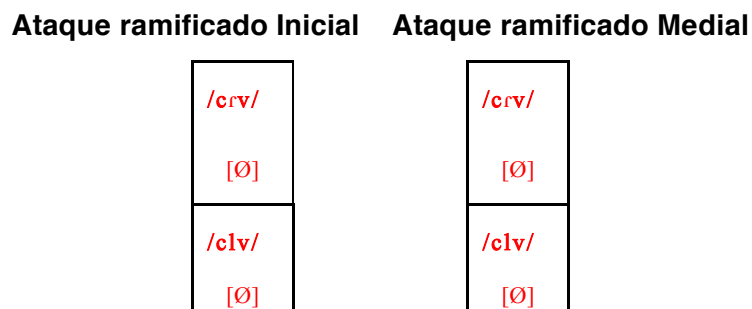 Ataque ramificado Inicial Ataque ramificado Medial
/cɾv/ /cɾv/
[Ø] [Ø]
/clv/ /clv/
[Ø] [Ø]